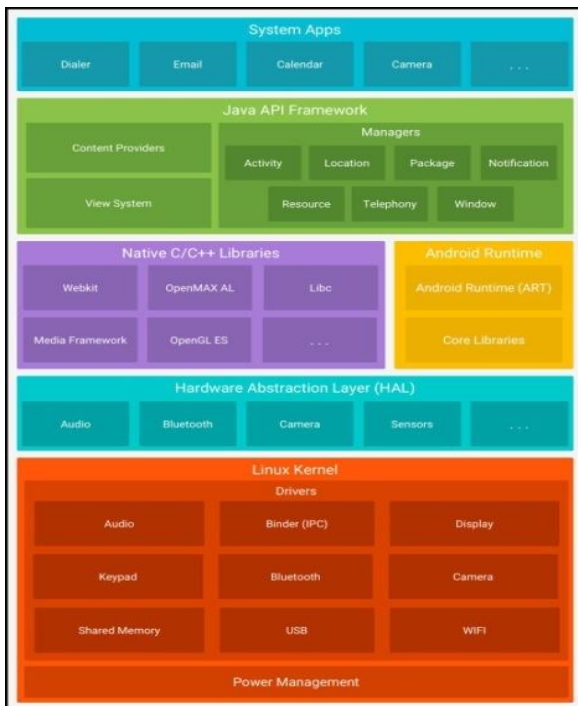 System Apps
Dialer Email Calendar Camera . . .
Java API Framework
Managers
Content Providers
Activity Location Package Notification
View System
Resource Telephony Window
Native C/C++ Libraries
Webkit OpenMAX AL Libc
Media Framework OpenGL ES . . .
Android Runtime
Android Runtime (ART)
Core Libraries
Hardware Abstraction Layer (HAL)
Audio Bluetooth Camera Sensors . . .
Linux Kernel
Drivers
Audio Binder (IPC) Display
Keypad Bluetooth Camera
Shared Memory USB WIFI
Power Management